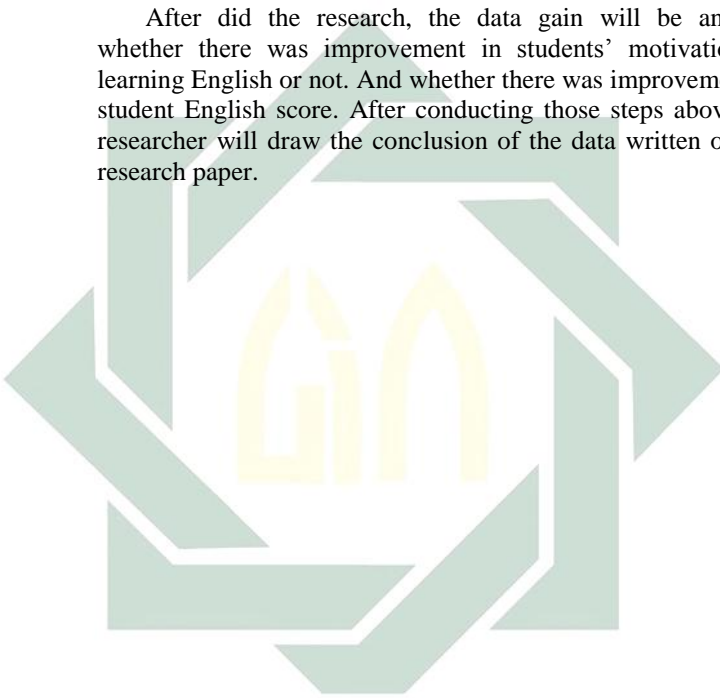 After did the research, the data gain will be an
whether there was improvement in students’ motivatio
learning English or not. And whether there was improveme
student English score. After conducting those steps abov
researcher will draw the conclusion of the data written o
research paper.